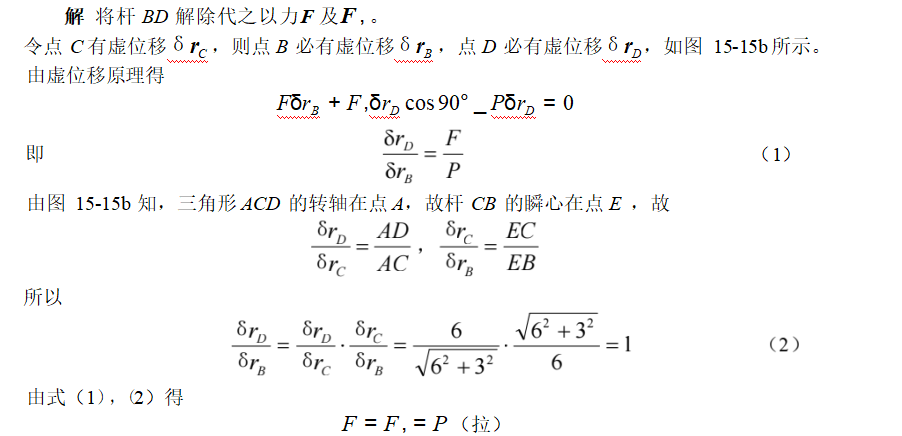 解 将杆 BD 解除代之以力F 及F ,。
令点 C 有虚位移 δ r_C，则点 B 必有虚位移 δ r_B，点 D 必有虚位移 δ r_D，如图 15-15b 所示。
由虚位移原理得
Fδr_B + F ,δr_D cos 90° _ Pδr_D = 0
即 δr_D/δr_B = F/P （1）
由图 15-15b 知，三角形 ACD 的转轴在点 A，故杆 CB 的瞬心在点 E ，故
δr_D/δr_C = AD/AC ，δr_C/δr_B = EC/EB
所以
δr_D/δr_B = δr_D/δr_C · δr_C/δr_B = 6/√(6²+3²) · √(6²+3²)/6 = 1 （2）
由式（1），（2）得
F = F , = P（拉）